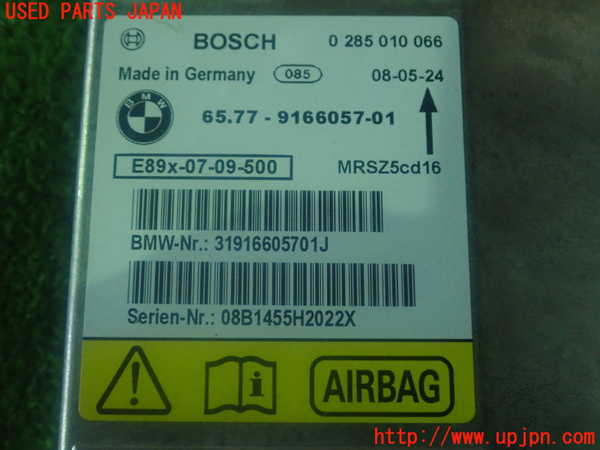 USED PARTS JAPAN
BOSCH 0 285 010 066
Made in Germany 085 08-05-24
BMW 65.77 - 9166057-01
E89x-07-09-500 MRSZ5cd16
BMW-Nr.: 31916605701J
Serien-Nr.: 08B1455H2022X
AIRBAG
http://www.upjpn.com